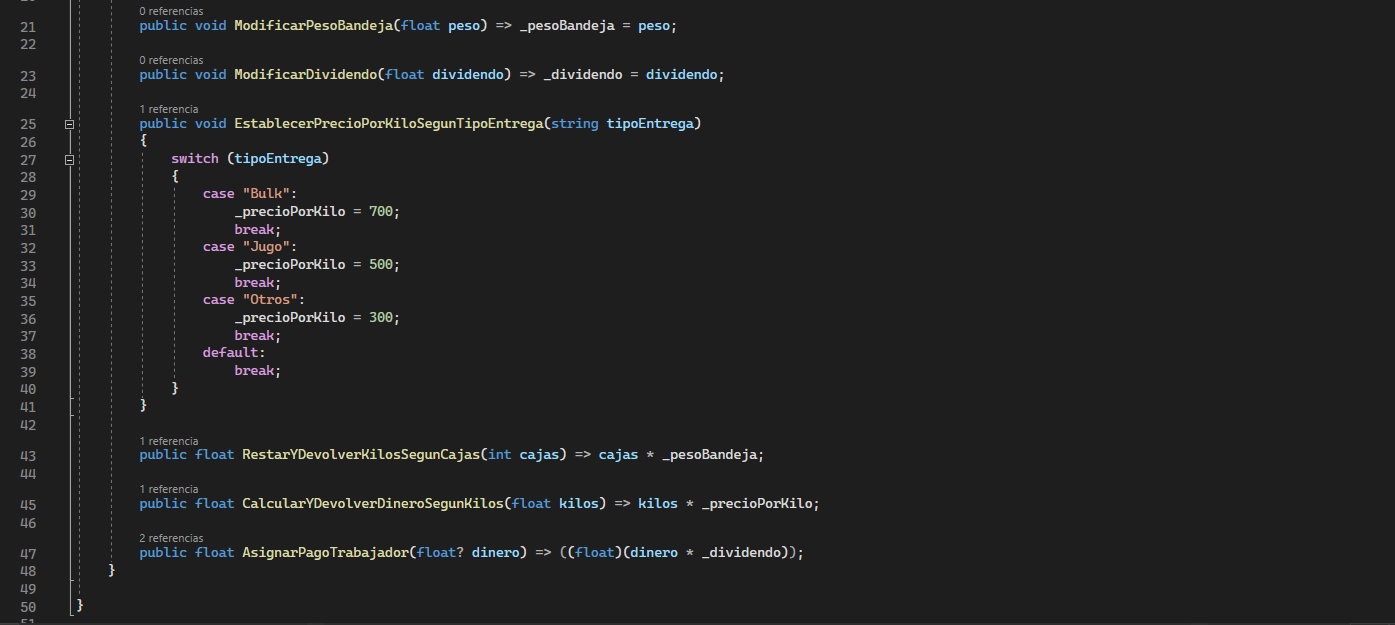 0 referencias
21 public void ModificarPesoBandeja(float peso) => _pesoBandeja = peso;
22
0 referencias
23 public void ModificarDividendo(float dividendo) => _dividendo = dividendo;
24
1 referencia
25 public void EstablecerPrecioPorKiloSegunTipoEntrega(string tipoEntrega)
26 {
27 switch (tipoEntrega)
28 {
29 case "Bulk":
30 _precioPorKilo = 700;
31 break;
32 case "Jugo":
33 _precioPorKilo = 500;
34 break;
35 case "Otros":
36 _precioPorKilo = 300;
37 break;
38 default:
39 break;
40 }
41 }
42
1 referencia
43 public float RestarYDevolverKilosSegunCajas(int cajas) => cajas * _pesoBandeja;
44
1 referencia
45 public float CalcularYDevolverDineroSegunKilos(float kilos) => kilos * _precioPorKilo;
46
2 referencias
47 public float AsignarPagoTrabajador(float? dinero) => ((float)(dinero * _dividendo));
48 }
49
50 }